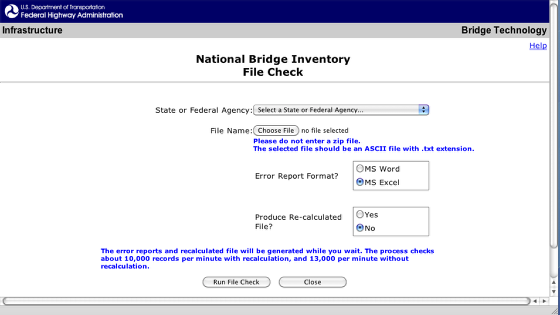 U.S. Department of Transportation
Federal Highway Administration
Infrastructure
Bridge Technology
Help
National Bridge Inventory
File Check
State or Federal Agency: Select a State or Federal Agency...
File Name: Choose File no file selected
Please do not enter a zip file.
The selected file should be an ASCII file with .txt extension.
Error Report Format?
MS Word
MS Excel
Produce Re-calculated
File?
Yes
No
The error reports and recalculated file will be generated while you wait. The process checks
about 10,000 records per minute with recalculation, and 13,000 per minute without
recalculation.
Run File Check Close